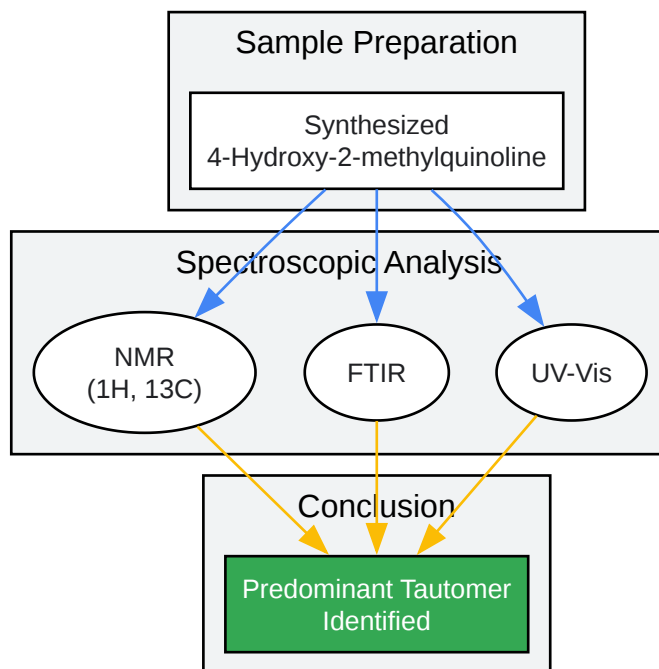 Sample Preparation
Synthesized
4-Hydroxy-2-methylquinoline
Spectroscopic Analysis
NMR
(1H, 13C)
FTIR
UV-Vis
Conclusion
Predominant Tautomer
Identified